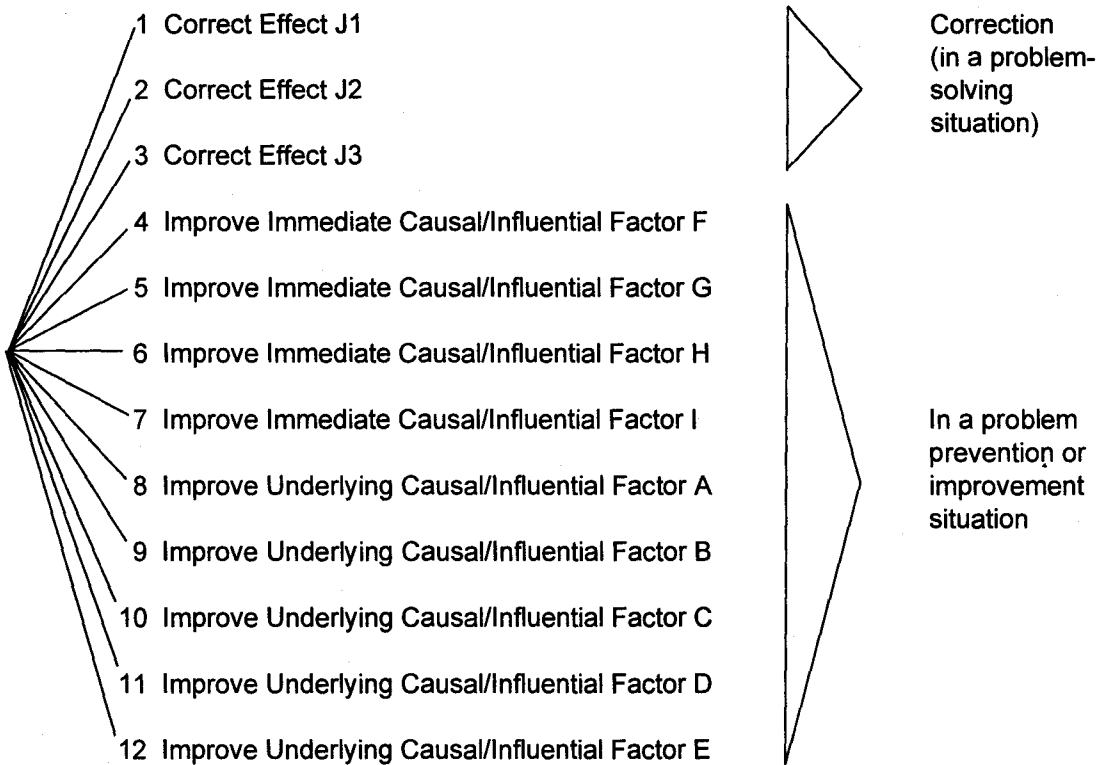 1 Correct Effect J1
2 Correct Effect J2
3 Correct Effect J3
4 Improve Immediate Causal/Influential Factor F
5 Improve Immediate Causal/Influential Factor G
6 Improve Immediate Causal/Influential Factor H
7 Improve Immediate Causal/Influential Factor I
8 Improve Underlying Causal/Influential Factor A
9 Improve Underlying Causal/Influential Factor B
10 Improve Underlying Causal/Influential Factor C
11 Improve Underlying Causal/Influential Factor D
12 Improve Underlying Causal/Influential Factor E
Correction
(in a problem-
solving
situation)
In a problem
prevention or
improvement
situation